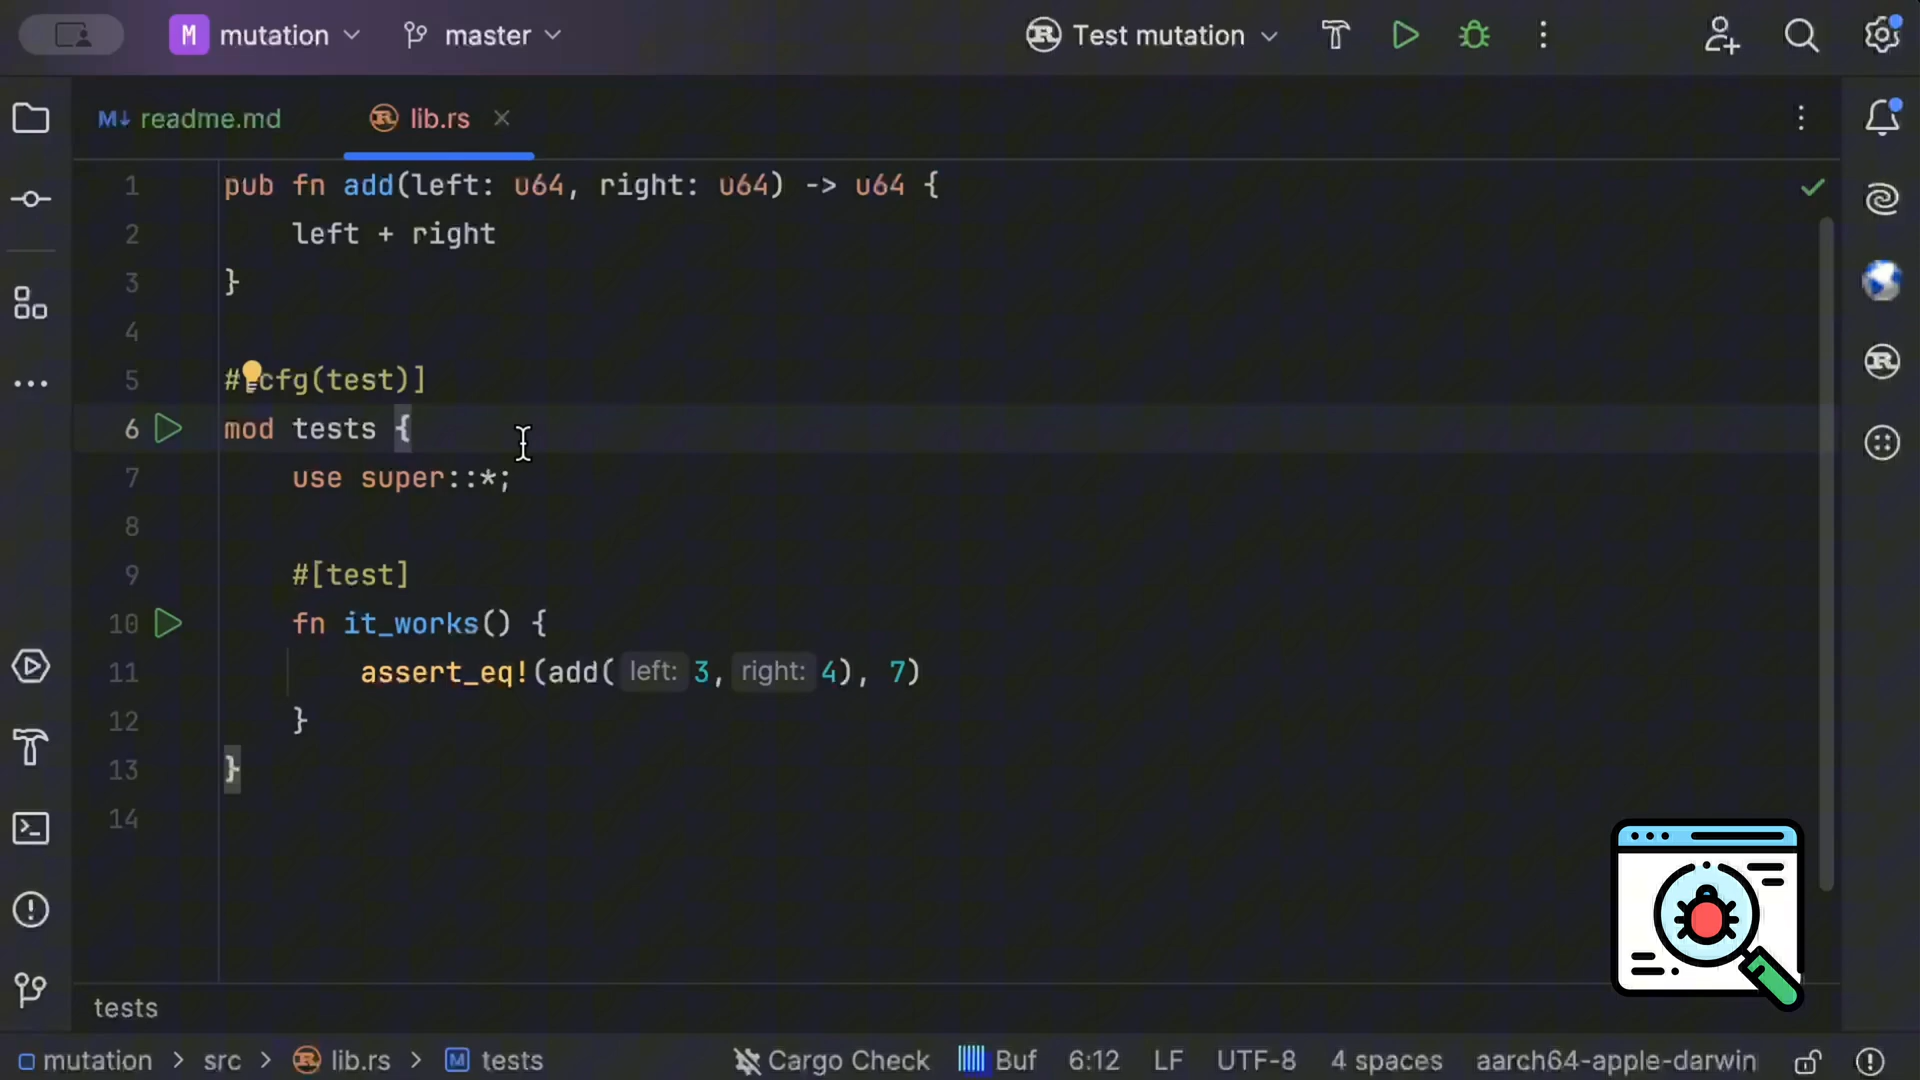 M mutation master Test mutation
M↓ readme.md lib.rs
1 pub fn add(left: u64, right: u64) -> u64 {
2 left + right
3 }
4
5 #[cfg(test)]
6 mod tests {
7 use super::*;
8
9 #[test]
10 fn it_works() {
11 assert_eq!(add( left: 3, right: 4), 7)
12 }
13 }
14
tests
mutation > src > lib.rs > M tests Cargo Check Buf 6:12 LF UTF-8 4 spaces aarch64-apple-darwin